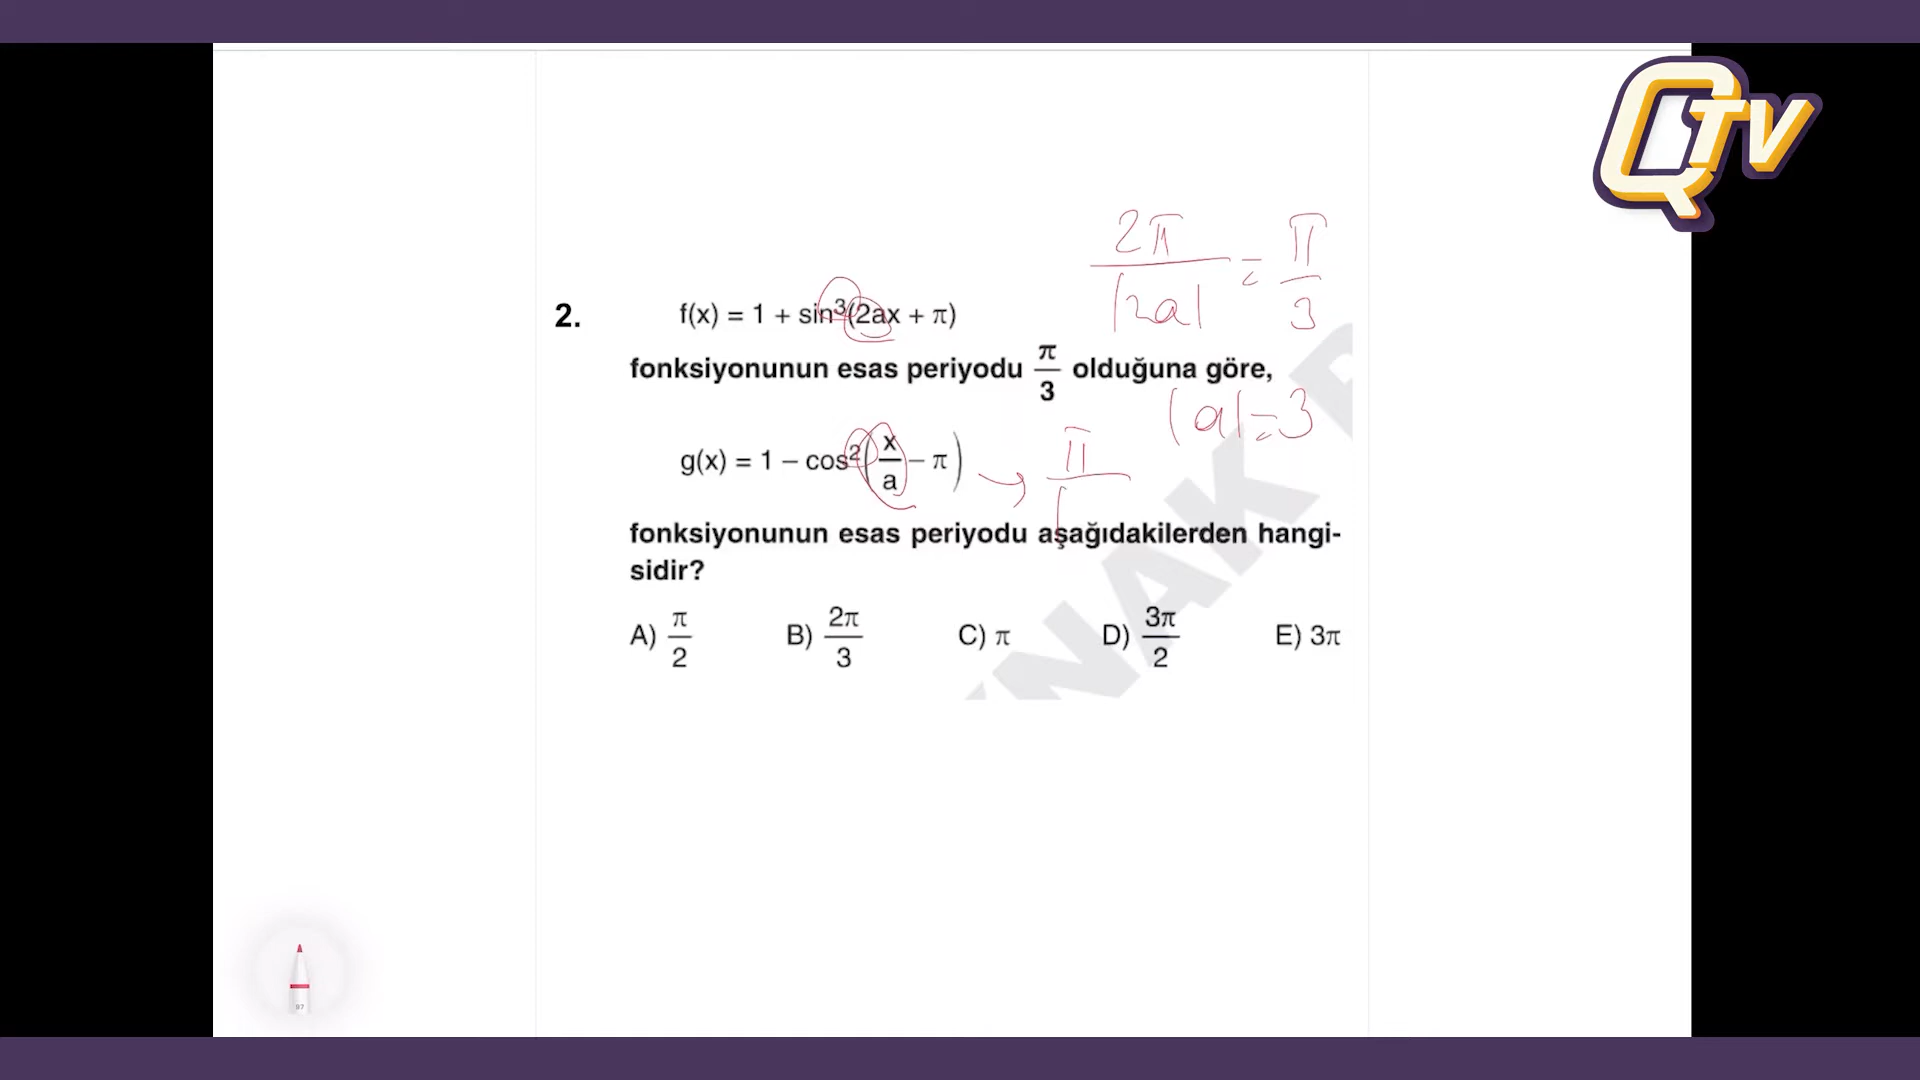 QTV
2π / |2a| = π / 3
2. f(x) = 1 + sin³(2ax + π)
fonksiyonunun esas periyodu π/3 olduğuna göre,
|a| = 3
g(x) = 1 – cos²(x/a – π) → π / |
fonksiyonunun esas periyodu aşağıdakilerden hangi-
sidir?
A) π/2 B) 2π/3 C) π D) 3π/2 E) 3π
97